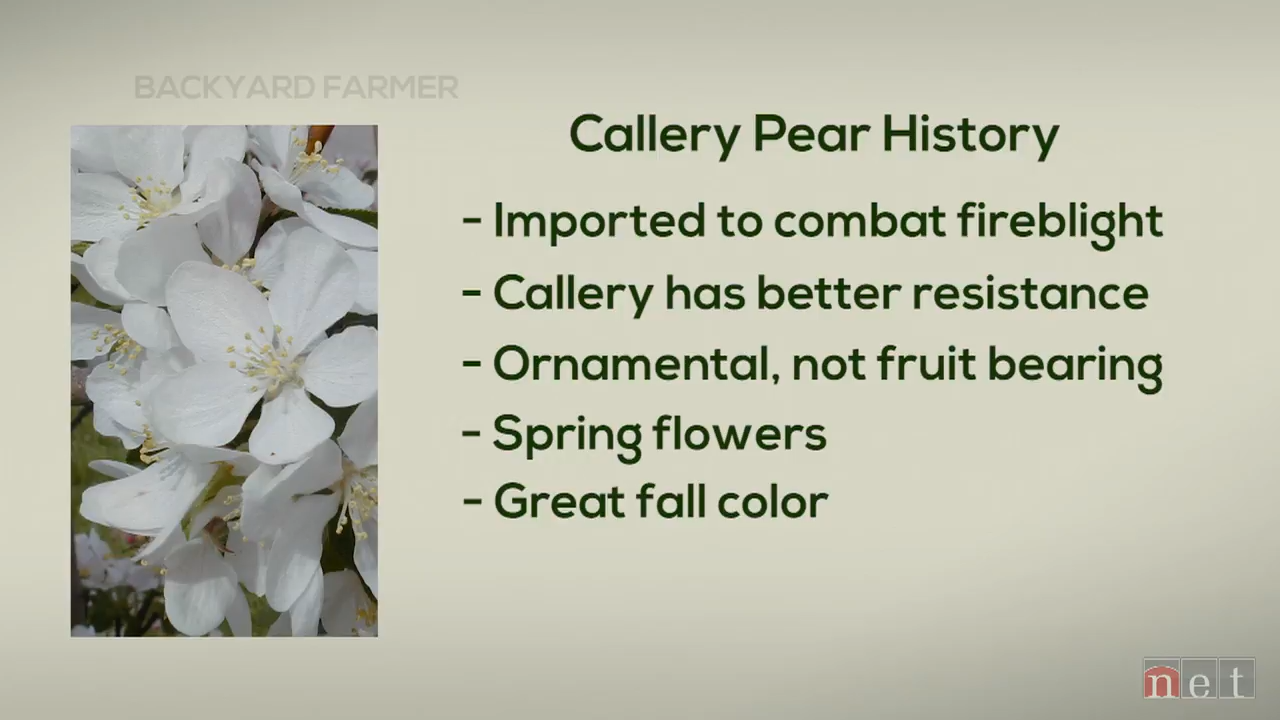 BACKYARD FARMER
Callery Pear History
- Imported to combat fireblight
- Callery has better resistance
- Ornamental, not fruit bearing
- Spring flowers
- Great fall color
net